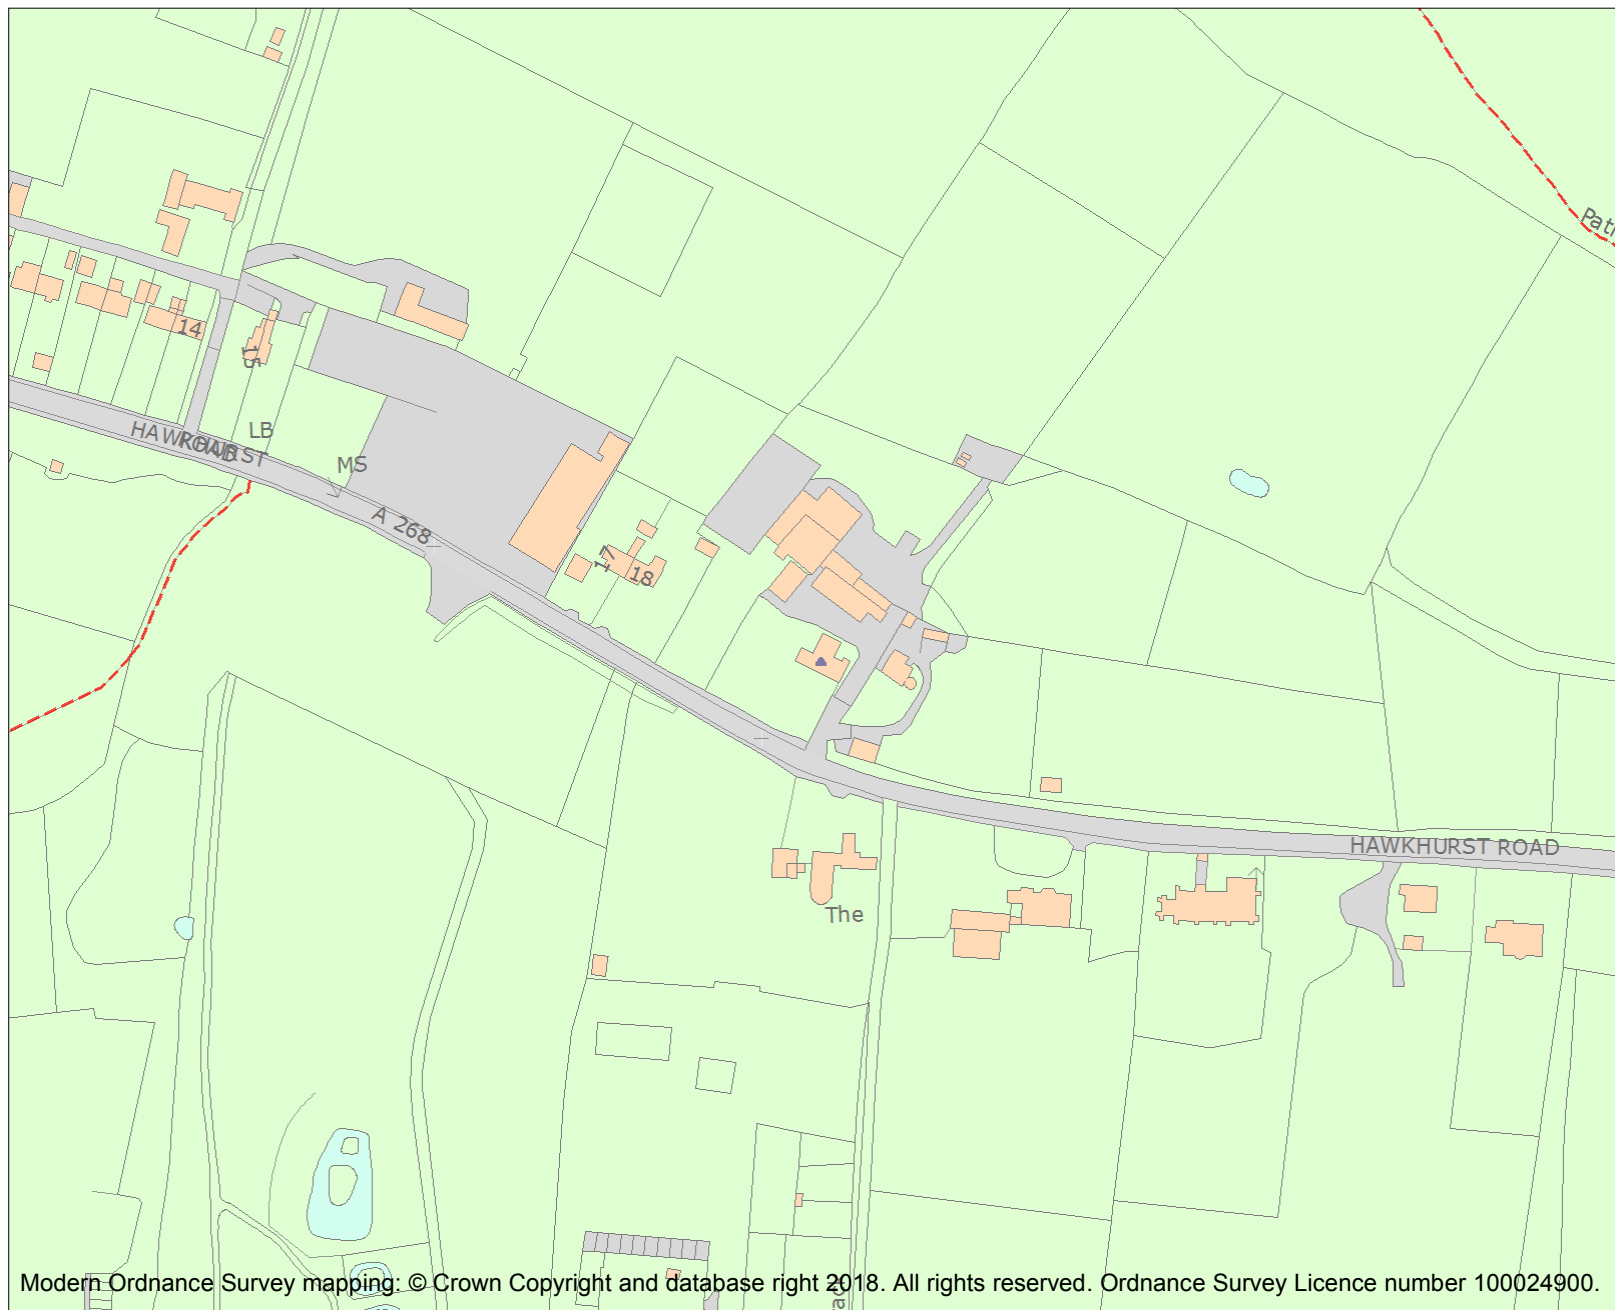 Path
14
15
HAWKHURST
ROAD
LB
MS
A 268
17
18
HAWKHURST ROAD
The
Modern Ordnance Survey mapping: © Crown Copyright and database right 2018. All rights reserved. Ordnance Survey Licence number 100024900.